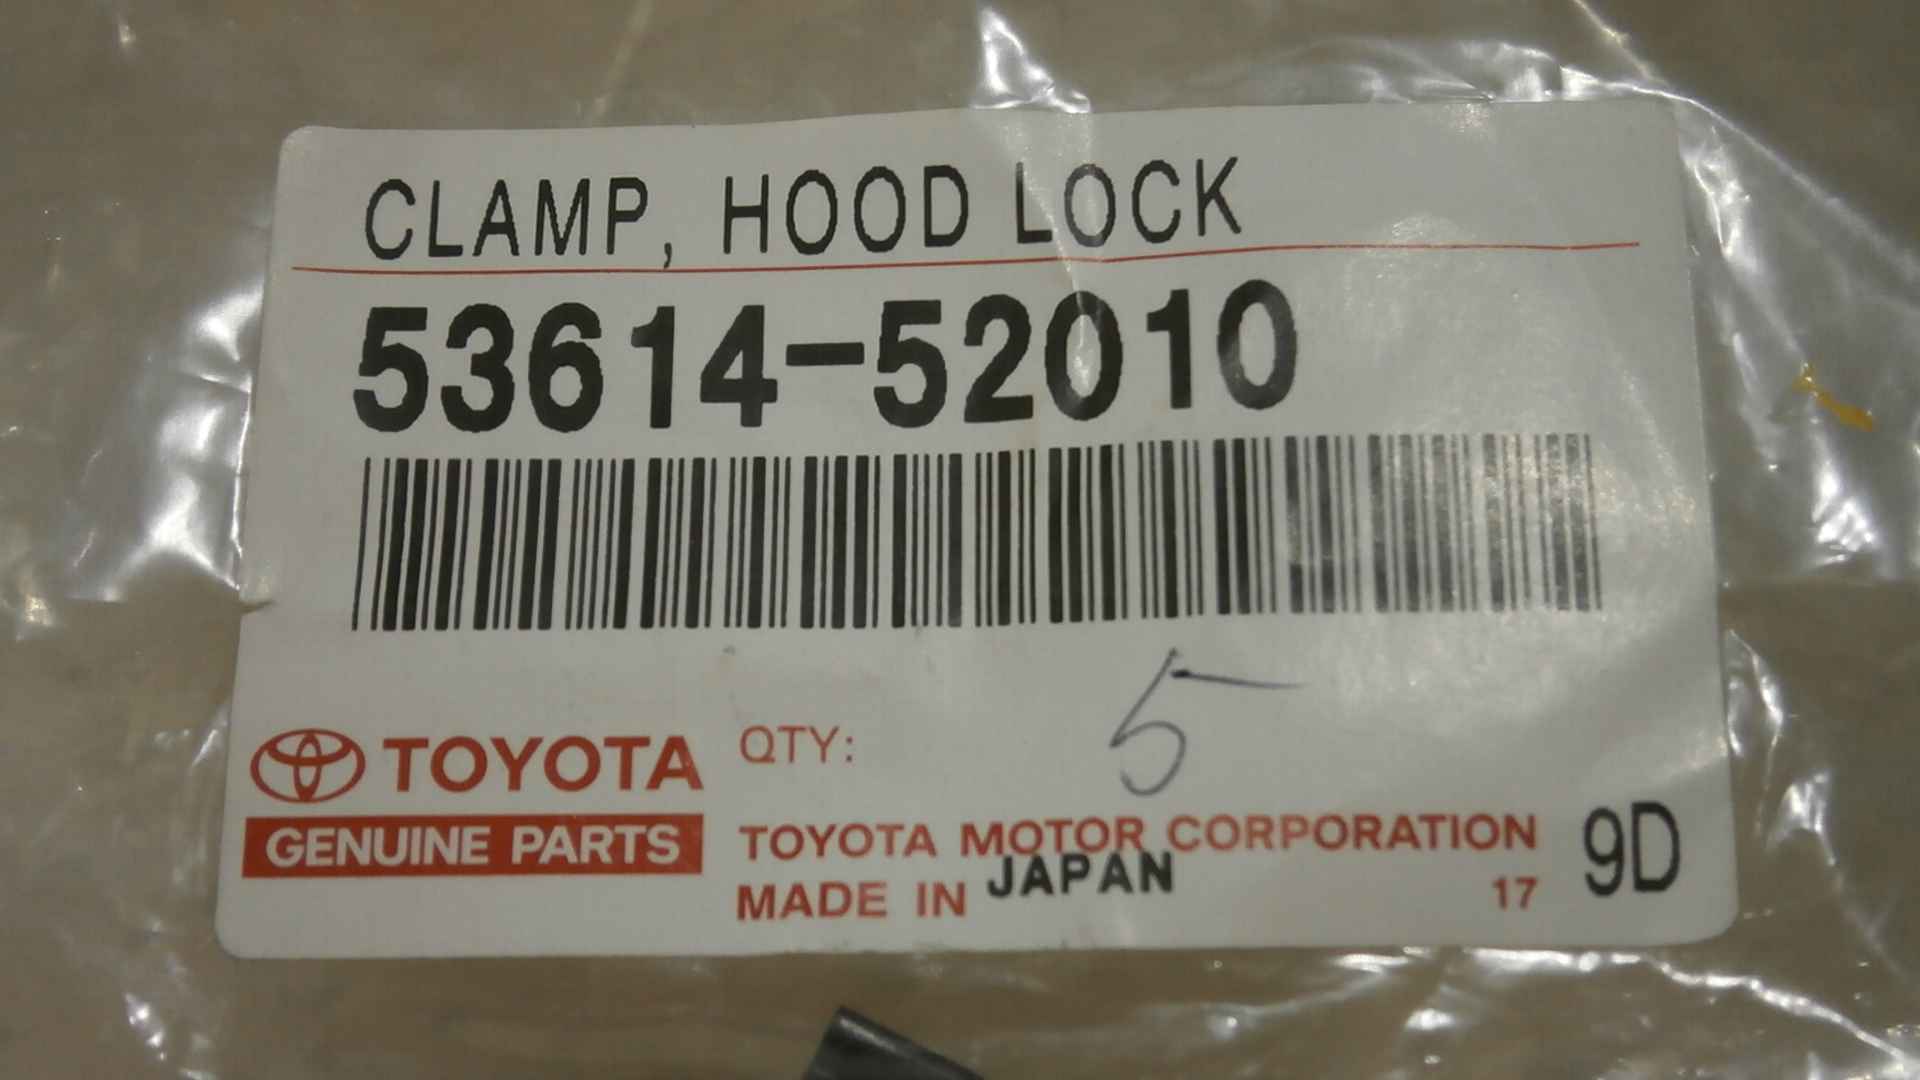 CLAMP, HOOD LOCK
53614-52010
5
TOYOTA QTY:
GENUINE PARTS
TOYOTA MOTOR CORPORATION 9D
MADE IN JAPAN 17